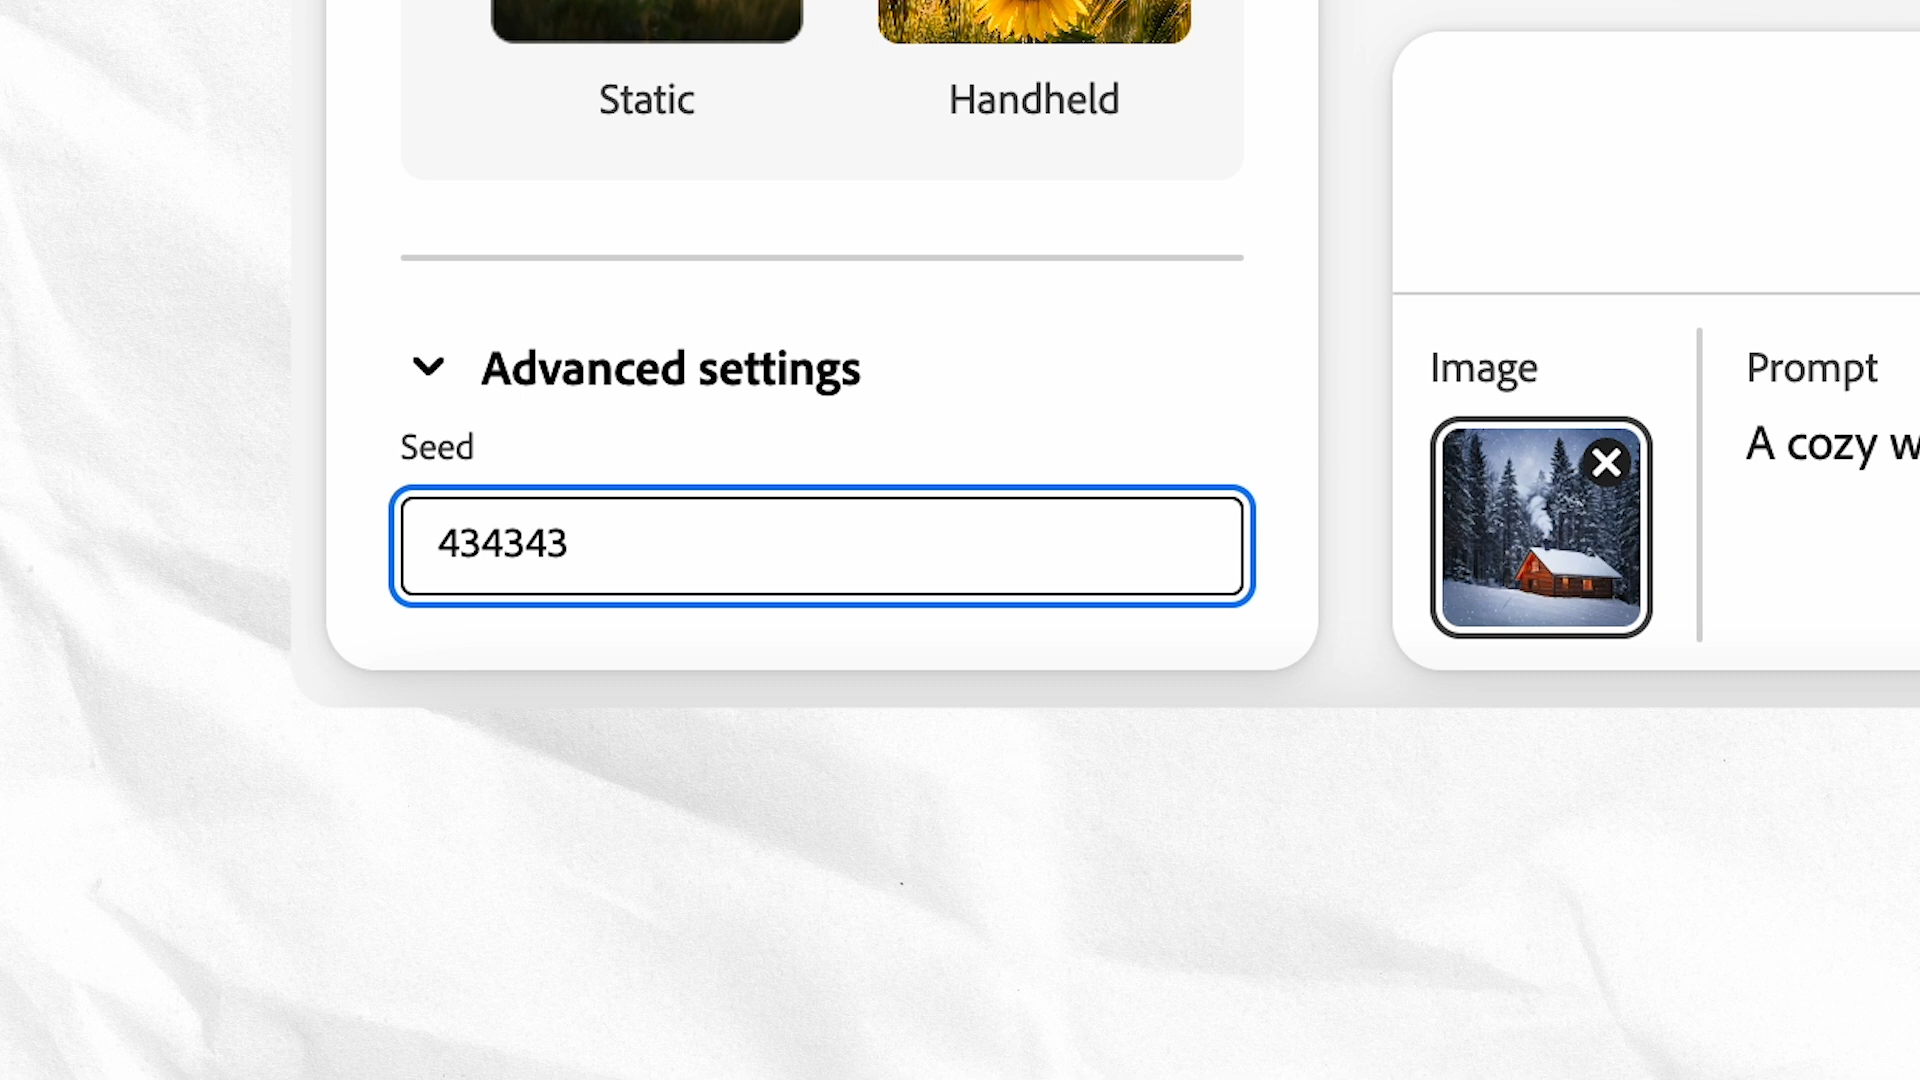 Static
Handheld
Advanced settings
Seed
434343
Image
Prompt
A cozy w